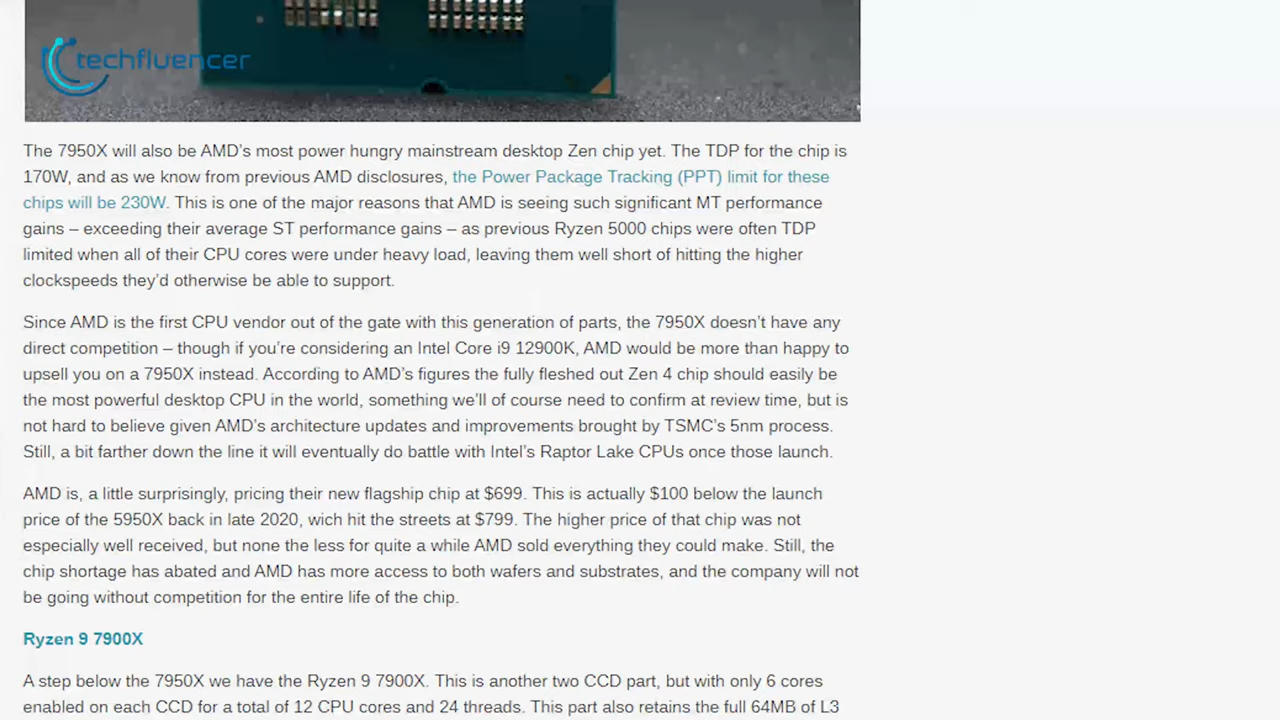 techfluencer
The 7950X will also be AMD’s most power hungry mainstream desktop Zen chip yet. The TDP for the chip is
170W, and as we know from previous AMD disclosures, the Power Package Tracking (PPT) limit for these
chips will be 230W. This is one of the major reasons that AMD is seeing such significant MT performance
gains – exceeding their average ST performance gains – as previous Ryzen 5000 chips were often TDP
limited when all of their CPU cores were under heavy load, leaving them well short of hitting the higher
clockspeeds they’d otherwise be able to support.
Since AMD is the first CPU vendor out of the gate with this generation of parts, the 7950X doesn’t have any
direct competition – though if you’re considering an Intel Core i9 12900K, AMD would be more than happy to
upsell you on a 7950X instead. According to AMD’s figures the fully fleshed out Zen 4 chip should easily be
the most powerful desktop CPU in the world, something we’ll of course need to confirm at review time, but is
not hard to believe given AMD’s architecture updates and improvements brought by TSMC’s 5nm process.
Still, a bit farther down the line it will eventually do battle with Intel’s Raptor Lake CPUs once those launch.
AMD is, a little surprisingly, pricing their new flagship chip at $699. This is actually $100 below the launch
price of the 5950X back in late 2020, wich hit the streets at $799. The higher price of that chip was not
especially well received, but none the less for quite a while AMD sold everything they could make. Still, the
chip shortage has abated and AMD has more access to both wafers and substrates, and the company will not
be going without competition for the entire life of the chip.
Ryzen 9 7900X
A step below the 7950X we have the Ryzen 9 7900X. This is another two CCD part, but with only 6 cores
enabled on each CCD for a total of 12 CPU cores and 24 threads. This part also retains the full 64MB of L3